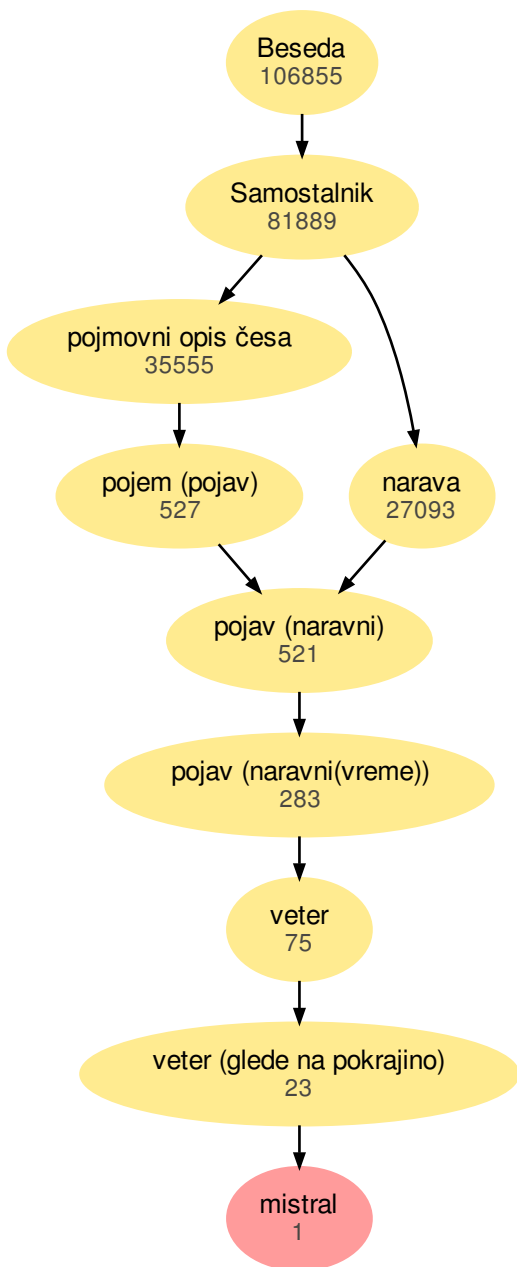 Beseda
106855
Samostalnik
81889
pojmovni opis česa
35555
pojem (pojav)
527
narava
27093
pojav (naravni)
521
pojav (naravni(vreme))
283
veter
75
veter (glede na pokrajino)
23
mistral
1